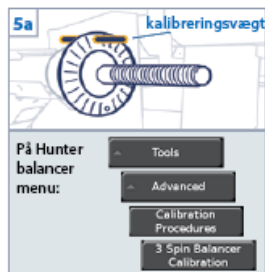 5a
kalibreringsvægt
På Hunter
balancer
menu:
Tools
Advanced
Calibration
Procedures
3 Spin Balancer
Calibration